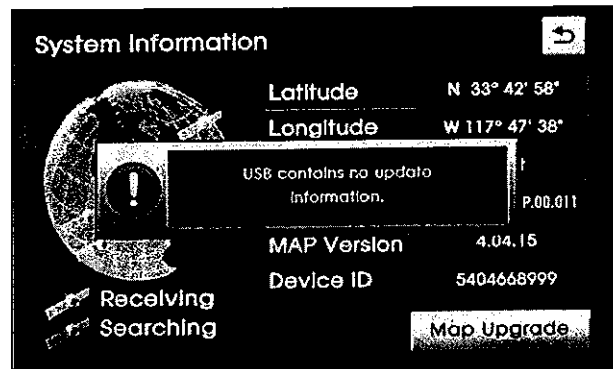 System Information
Latitude N 33° 42' 58"
Longitude W 117° 47' 38"
USB contains no update
information.
P.00.011
MAP Version 4.04.15
Device ID 5404668999
Receiving
Searching
Map Upgrade